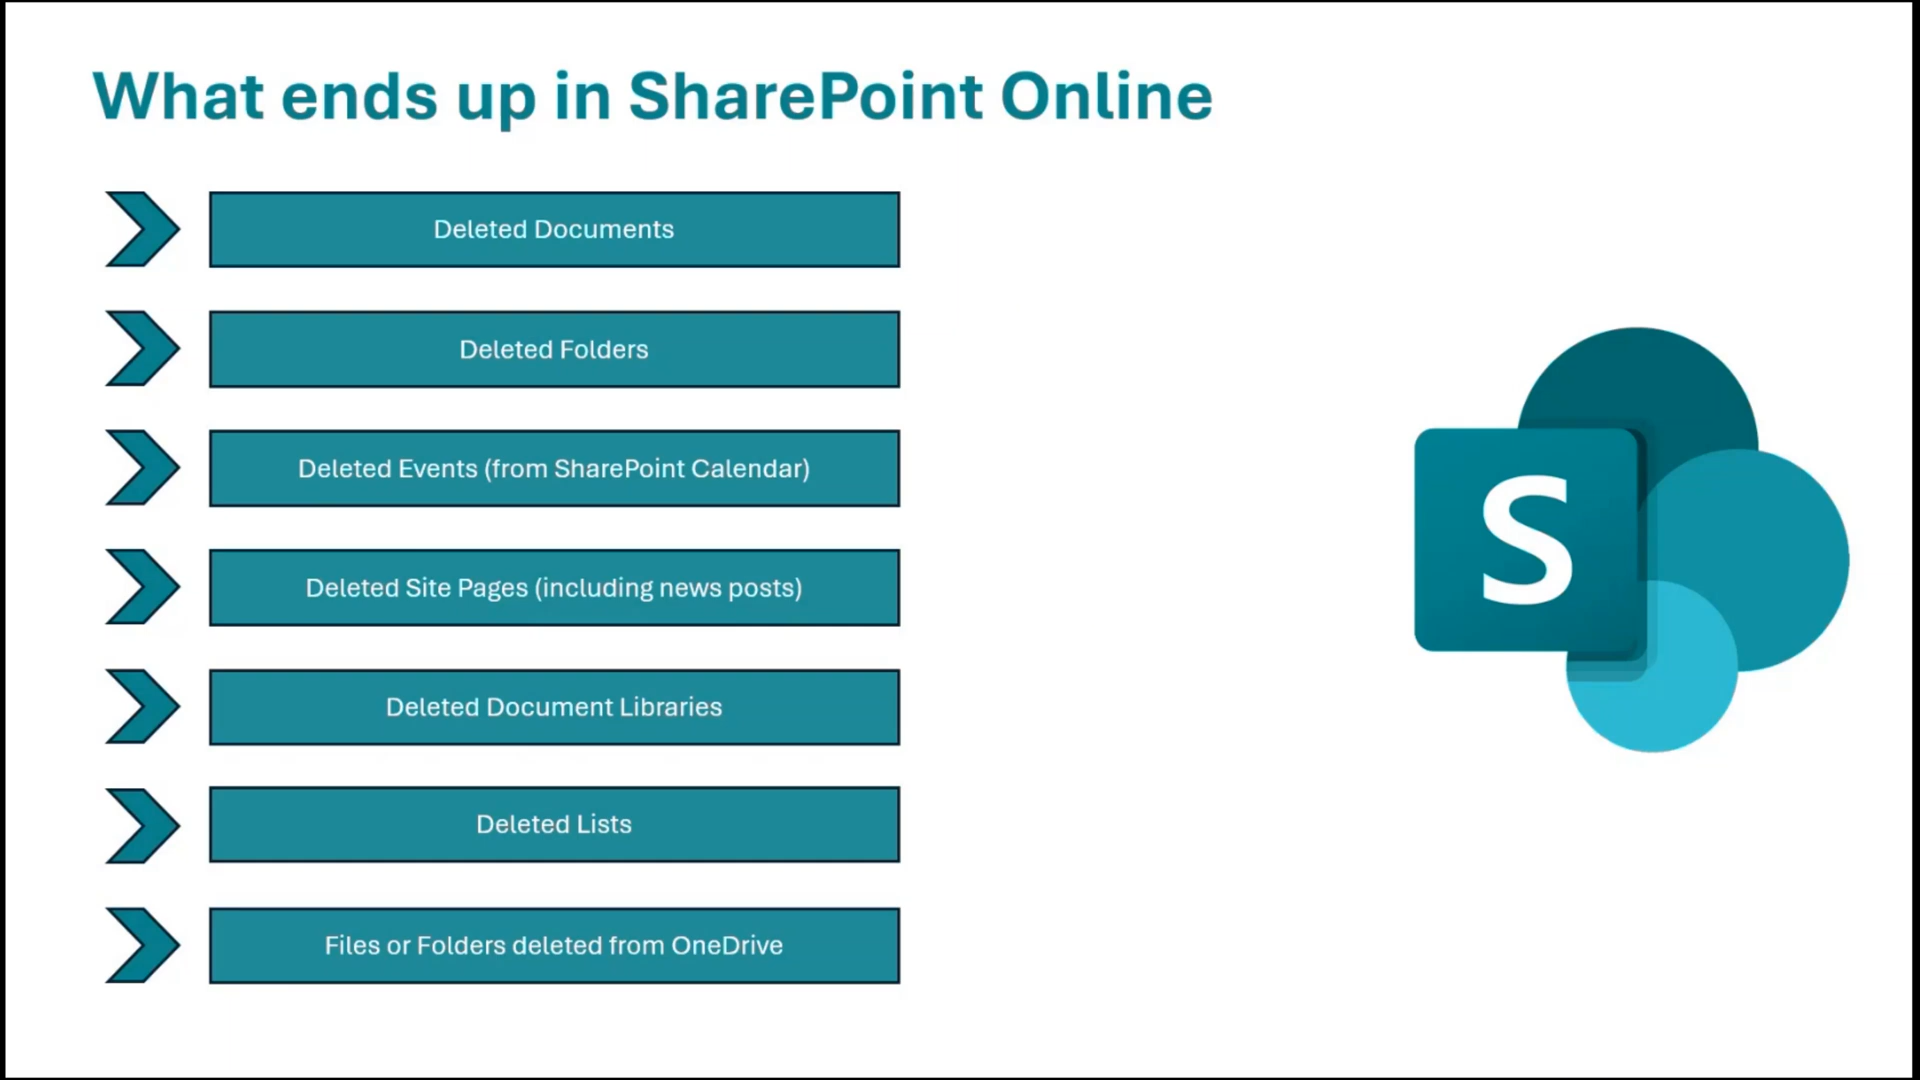 What ends up in SharePoint Online
Deleted Documents
Deleted Folders
Deleted Events (from SharePoint Calendar)
Deleted Site Pages (including news posts)
Deleted Document Libraries
Deleted Lists
Files or Folders deleted from OneDrive
S